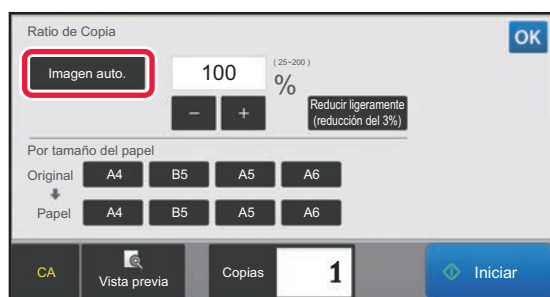 Ratio de Copia
OK
Imagen auto.
100
( 25~200 )
%
Reducir ligeramente
(reducción del 3%)
－ ＋
Por tamaño del papel
Original A4 B5 A5 A6
Papel A4 B5 A5 A6
CA
Vista previa
Copias
1
Iniciar